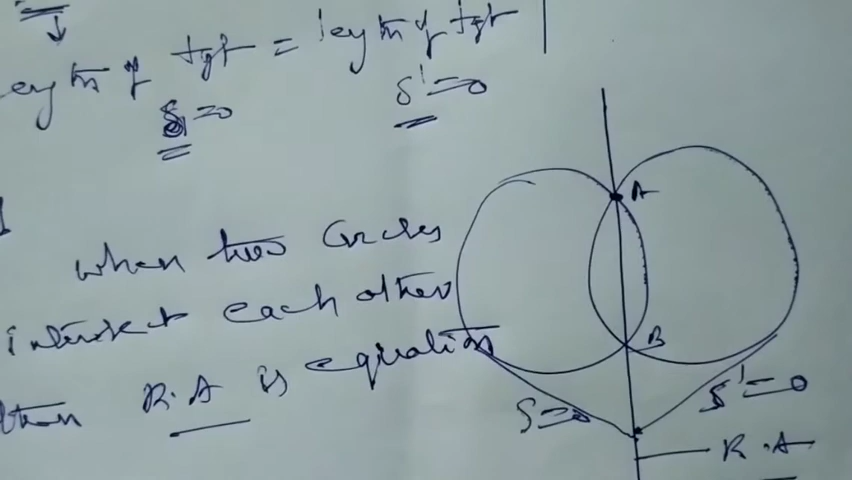 length of tgt = length of tgt
S=0 S'=0
when two circles
intersect each other
then R.A is equation
A
B
S=0
S'=0
R.A